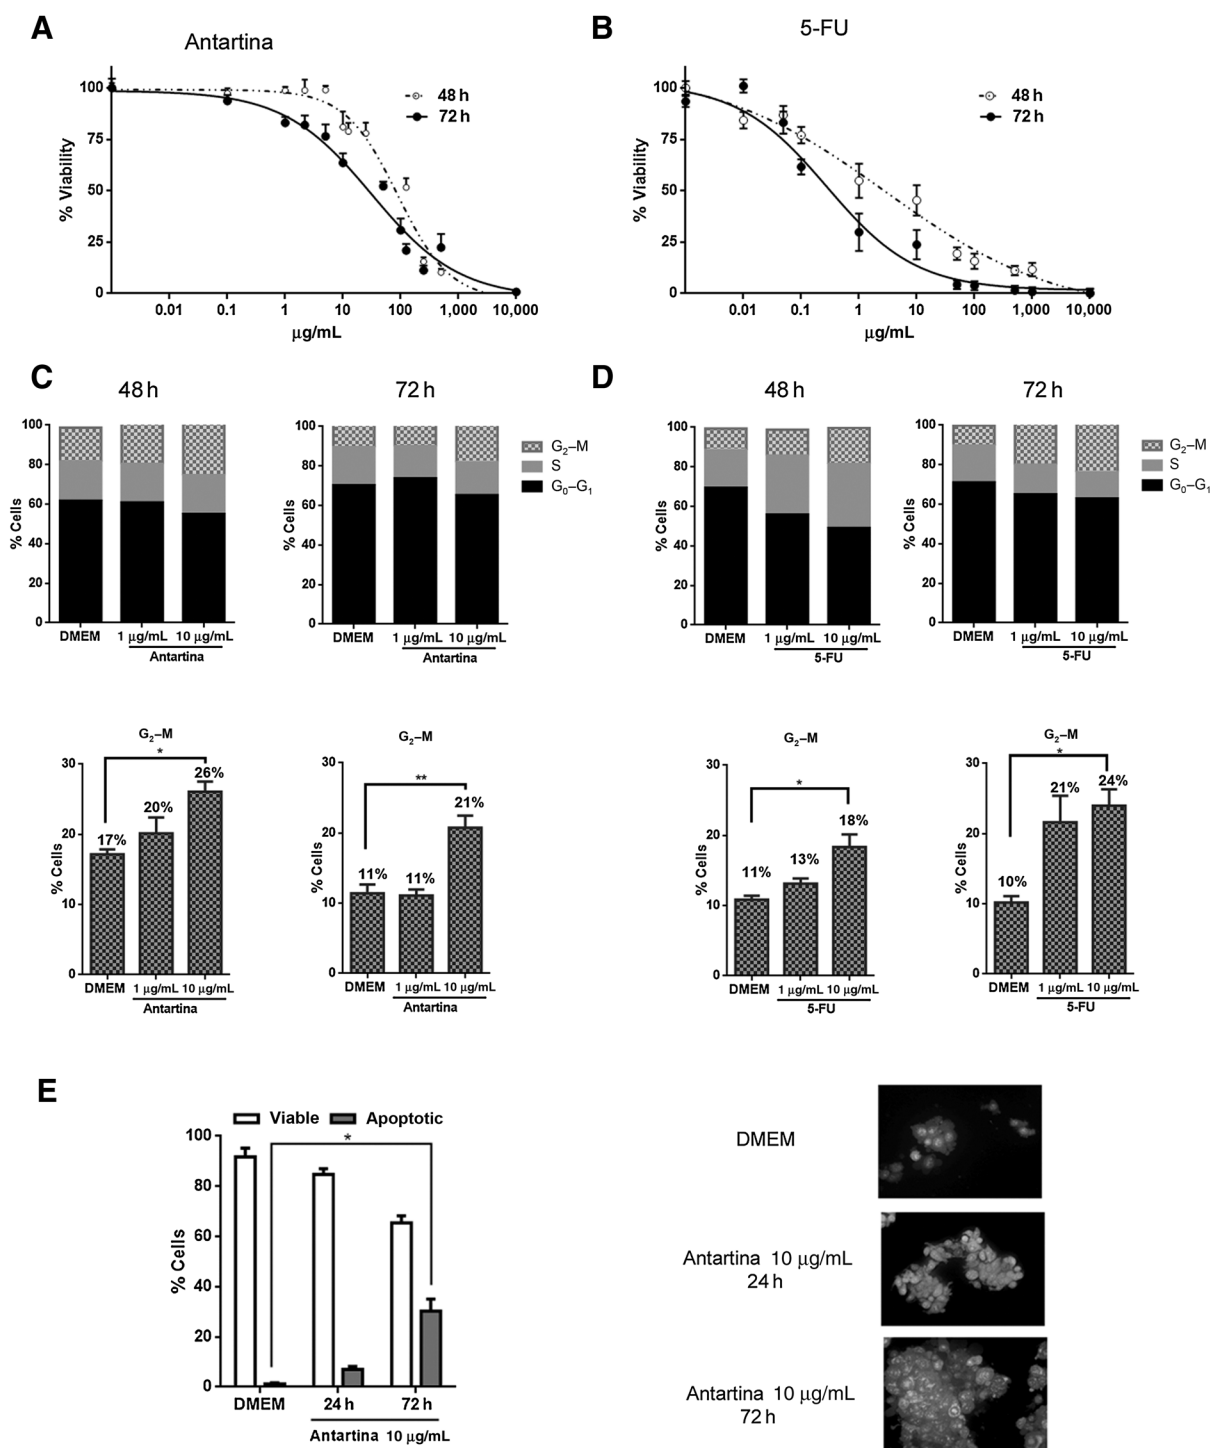 A
Antartina
100
75
50
25
0
% Viability
48 h
72 h
0.01 0.1 1 10 100 1,000 10,000
μg/mL
B
5-FU
100
75
50
25
0
% Viability
48 h
72 h
0.01 0.1 1 10 100 1,000 10,000
μg/mL
C
48 h
100
80
60
40
20
0
% Cells
DMEM 1 μg/mL 10 μg/mL
Antartina
72 h
100
80
60
40
20
0
% Cells
DMEM 1 μg/mL 10 μg/mL
Antartina
G₂–M
S
G₀–G₁
D
48 h
100
80
60
40
20
0
% Cells
DMEM 1 μg/mL 10 μg/mL
5-FU
72 h
100
80
60
40
20
0
% Cells
DMEM 1 μg/mL 10 μg/mL
5-FU
G₂–M
S
G₀–G₁
G₂–M
*
30
20
10
0
% Cells
17%
20%
26%
DMEM 1 μg/mL 10 μg/mL
Antartina
G₂–M
**
30
20
10
0
% Cells
11%
11%
21%
DMEM 1 μg/mL 10 μg/mL
Antartina
G₂–M
*
30
20
10
0
% Cells
11%
13%
18%
DMEM 1 μg/mL 10 μg/mL
5-FU
G₂–M
*
30
20
10
0
% Cells
10%
21%
24%
DMEM 1 μg/mL 10 μg/mL
5-FU
E
Viable Apoptotic
*
100
80
60
40
20
0
% Cells
DMEM 24 h 72 h
Antartina 10 μg/mL
DMEM
Antartina 10 μg/mL
24 h
Antartina 10 μg/mL
72 h